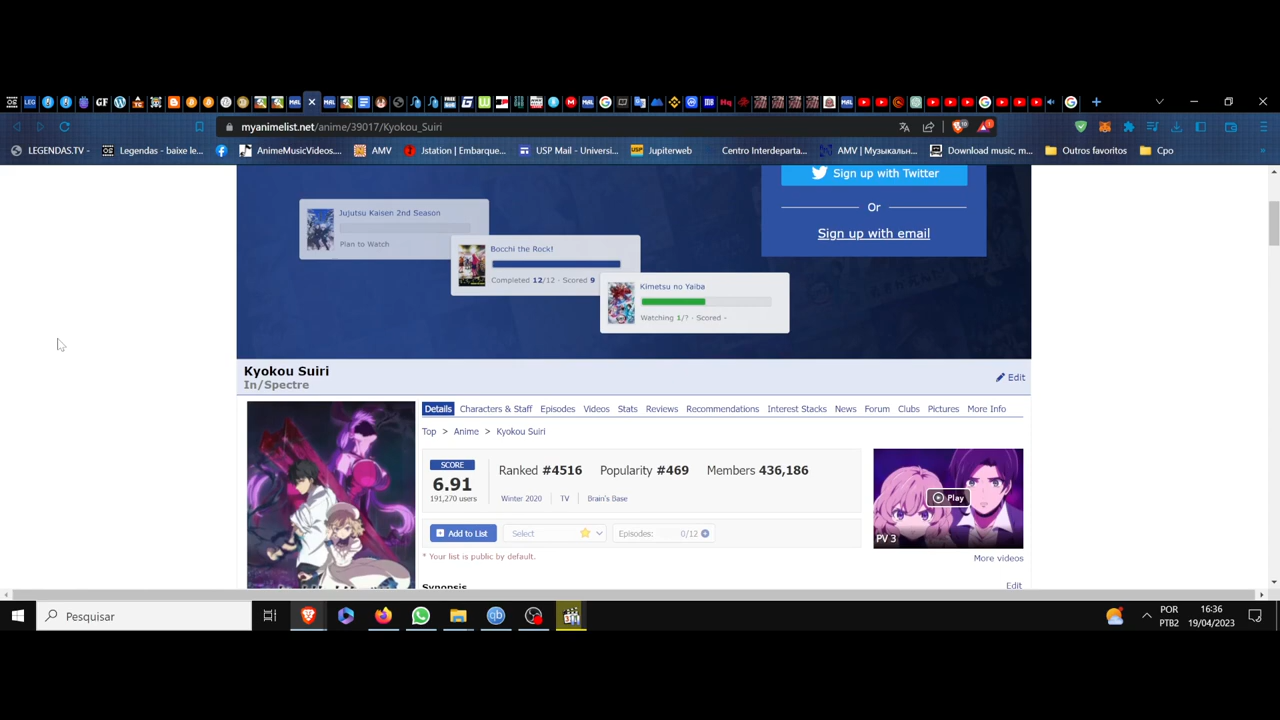 myanimelist.net/anime/39017/Kyokou_Suiri
LEGENDAS.TV -
Legendas - baixe le...
AnimeMusicVideos....
AMV
Jstation | Embarque...
USP Mail - Universi...
Jupiterweb
Centro Interdeparta...
AMV | Музыкальн...
Download music, m...
Outros favoritos
Cpo
Sign up with Twitter
Or
Sign up with email
Jujutsu Kaisen 2nd Season
Plan to Watch
Bocchi the Rock!
Completed 12/12 · Scored 9
Kimetsu no Yaiba
Watching 1/? · Scored -
Kyokou Suiri
In/Spectre
Edit
Details Characters & Staff Episodes Videos Stats Reviews Recommendations Interest Stacks News Forum Clubs Pictures More Info
Top > Anime > Kyokou Suiri
SCORE
6.91
191,270 users
Ranked #4516 Popularity #469 Members 436,186
Winter 2020 TV Brain's Base
Add to List
Select
Episodes: 0/12
* Your list is public by default.
Play
PV 3
More videos
Synopsis
Edit
Pesquisar
POR
PTB2
16:36
19/04/2023